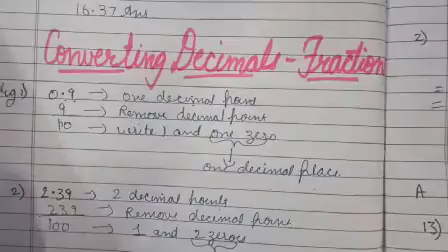 16.37 Ans
2)
Converting Decimals - Fraction
eg 1) 0.9 → one decimal point
9 → Remove decimal point
10 → write 1 and one zero
one decimal place
2) 2.39 → 2 decimal points
A
239 → Remove decimal point
13)
100 → 1 and 2 zeros